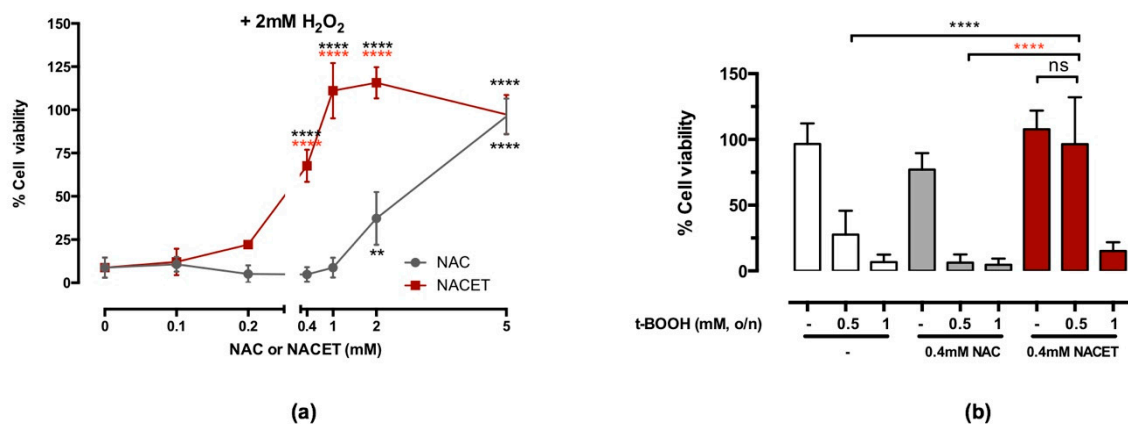 + 2mM H₂O₂
150
125
100
75
50
25
0
% Cell viability
****
****
****
****
****
****
****
****
**
NAC
NACET
0 0.1 0.2 0.4 1 2 5
NAC or NACET (mM)
(a)
****
****
ns
150
100
50
0
% Cell viability
t-BOOH (mM, o/n) - 0.5 1 - 0.5 1 - 0.5 1
- 0.4mM NAC 0.4mM NACET
(b)